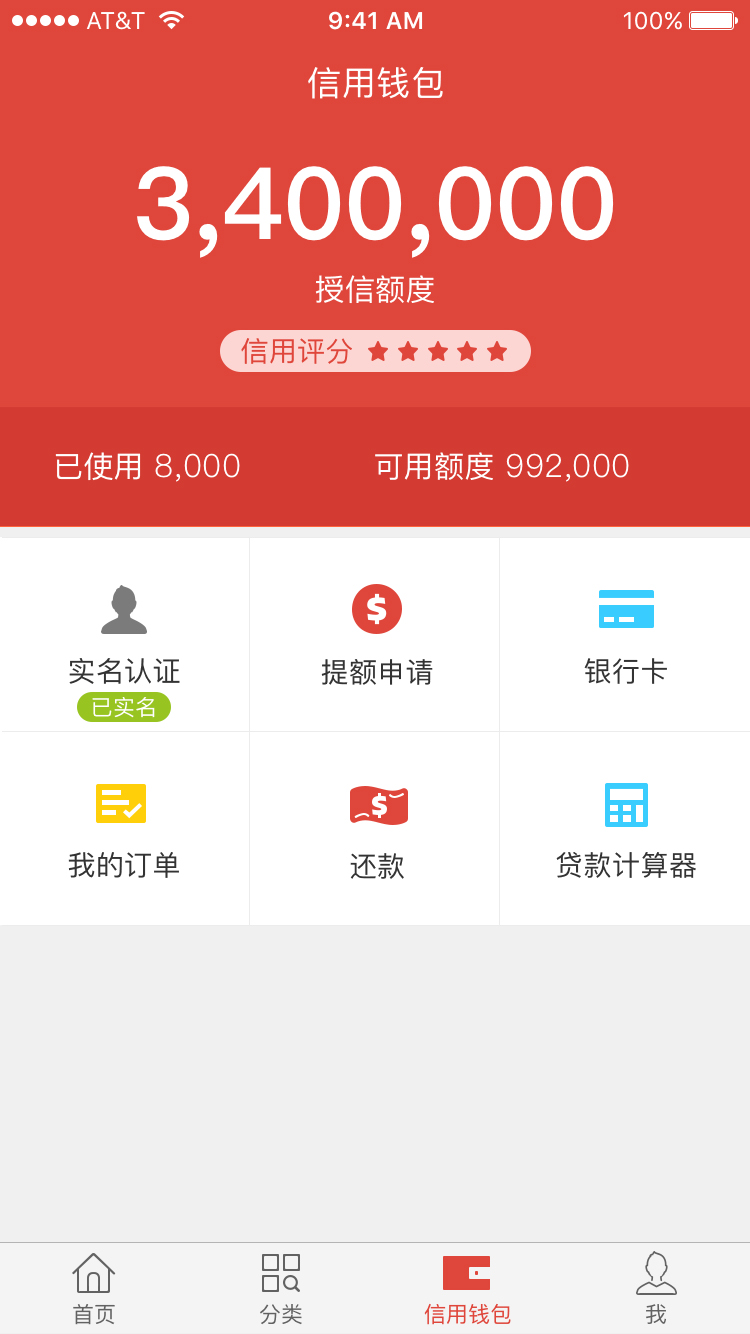 AT&T 9:41 AM 100%
信用钱包
3,400,000
授信额度
信用评分
已使用 8,000 可用额度 992,000
实名认证 提额申请 银行卡
已实名
我的订单 还款 贷款计算器
首页 分类 信用钱包 我